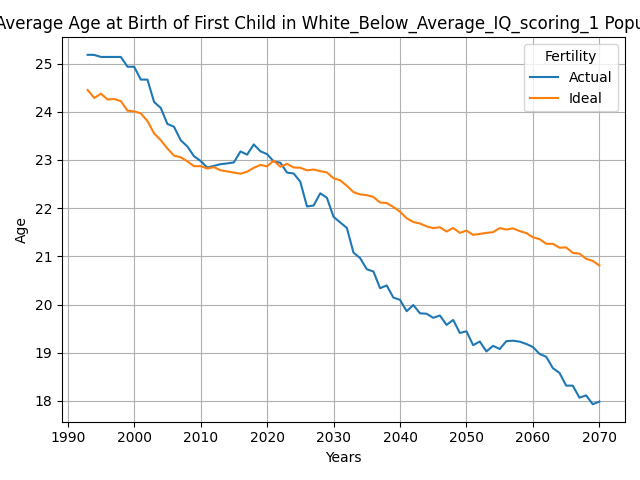 Average Age at Birth of First Child in White_Below_Average_IQ_scoring_1 Popu
Fertility
Actual
Ideal
25
24
23
22
21
20
19
18
Age
1990 2000 2010 2020 2030 2040 2050 2060 2070
Years